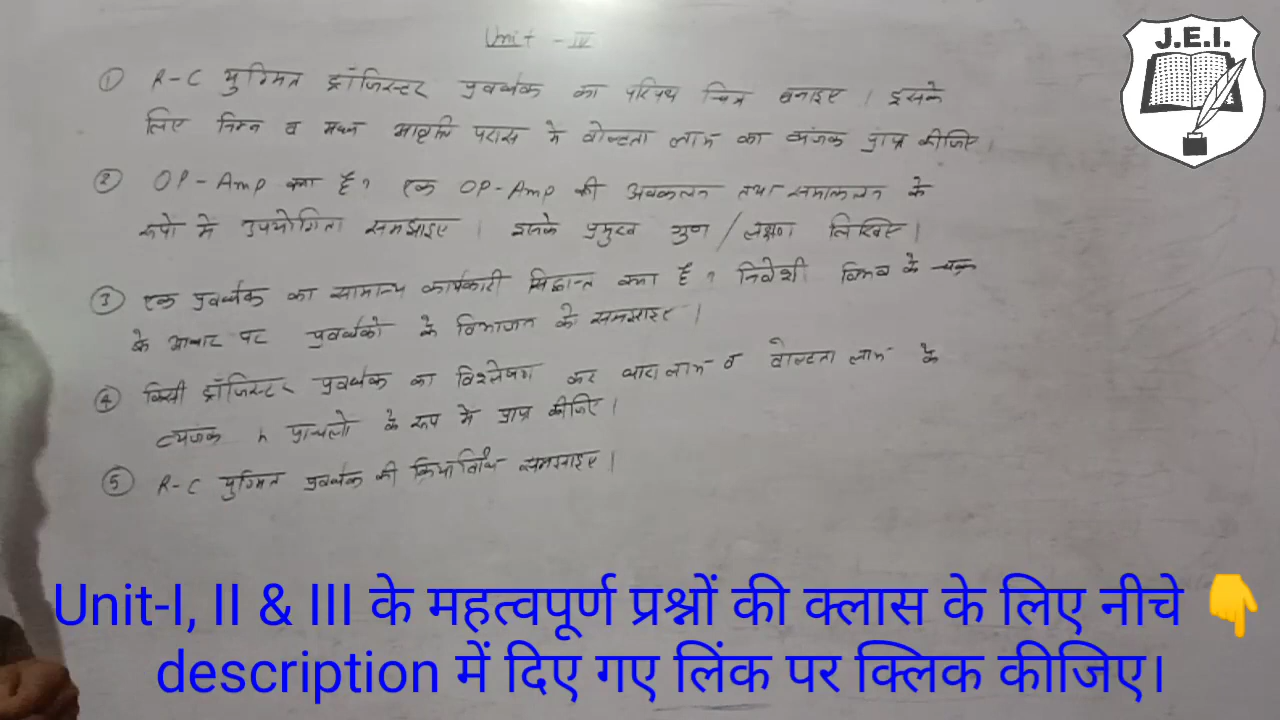 Unit - IV
J.E.I.
① R-C युग्मित ट्रांजिस्टर प्रवर्धक का परिपथ चित्र बनाइए । इसके
लिए निम्न व मध्य आवृत्ति परास मे वोल्टता लाभ का व्यंजक प्राप्त कीजिए ।
② OP-Amp क्या है ? एक OP-Amp की अवकलन तथा समाकलन के
रूपो मे उपयोगिता समझाइए । इसके प्रमुख गुण / लक्षण लिखिए ।
③ एक प्रवर्धक का सामान्य कार्यकारी सिद्धान्त क्या है ? निवेशी विभव के चक्र
के आधार पर प्रवर्धको के विभाजन को समझाइए ।
④ किसी ट्रांजिस्टर प्रवर्धक का विश्लेषण कर धारा लाभ व वोल्टता लाभ के
व्यंजक h प्राचलो के रूप मे प्राप्त कीजिए ।
⑤ R-C युग्मित प्रवर्धक की क्रियाविधि समझाइए ।
Unit-I, II & III के महत्वपूर्ण प्रश्नों की क्लास के लिए नीचे 👇
description में दिए गए लिंक पर क्लिक कीजिए।